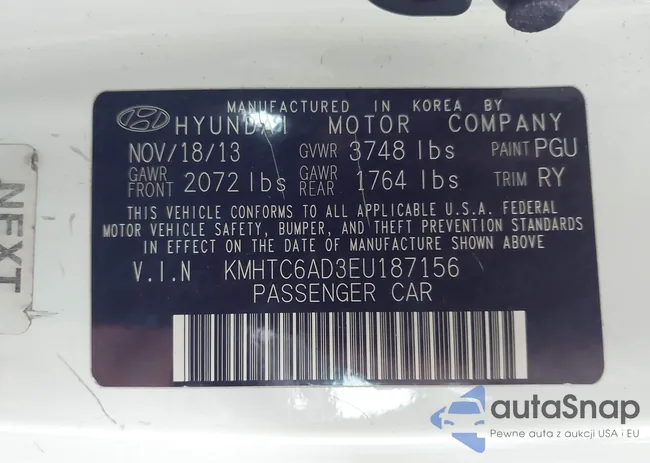 MANUFACTURED IN KOREA BY
HYUNDAI MOTOR COMPANY
NOV/18/13 GVWR 3748 lbs PAINT PGU
GAWR FRONT 2072 lbs GAWR REAR 1764 lbs TRIM RY
THIS VEHICLE CONFORMS TO ALL APPLICABLE U.S.A. FEDERAL
MOTOR VEHICLE SAFETY, BUMPER, AND THEFT PREVENTION STANDARDS
IN EFFECT ON THE DATE OF MANUFACTURE SHOWN ABOVE
V.I.N KMHTC6AD3EU187156
PASSENGER CAR
NEXT
autaSnap
Pewne auta z aukcji USA i EU